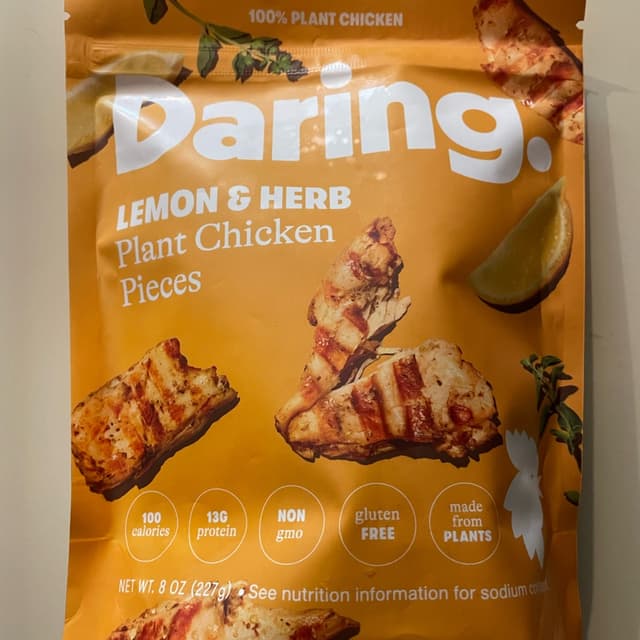 100% PLANT CHICKEN
Daring.
LEMON & HERB
Plant Chicken
Pieces
100
calories
13G
protein
NON
gmo
gluten
FREE
made
from
PLANTS
NET WT. 8 OZ (227g) • See nutrition information for sodium